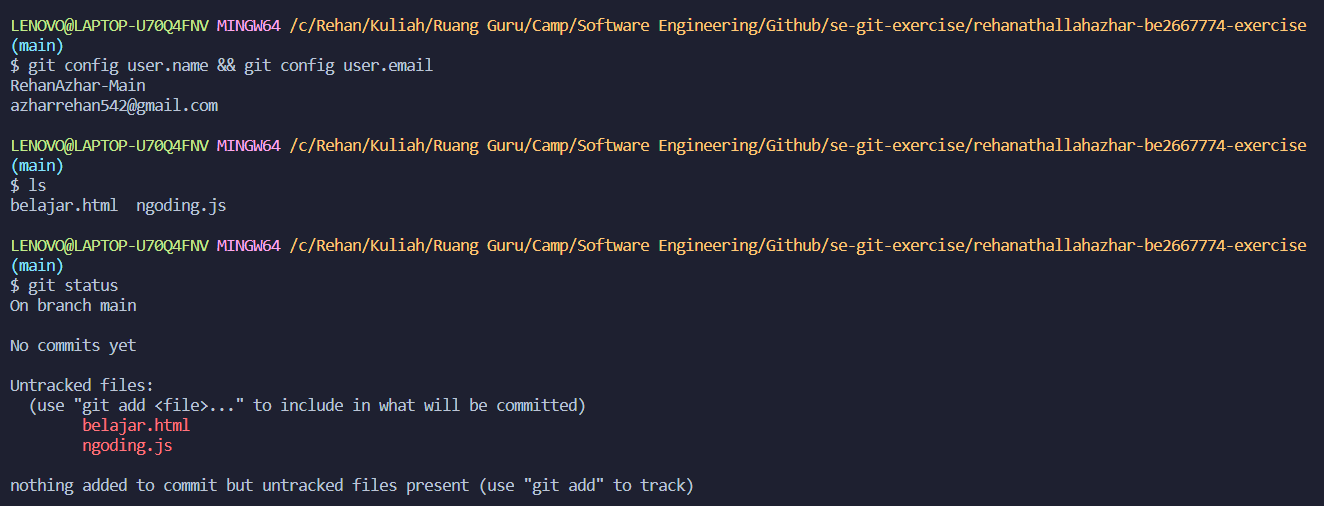 LENOVO@LAPTOP-U70Q4FNV MINGW64 /c/Rehan/Kuliah/Ruang Guru/Camp/Software Engineering/Github/se-git-exercise/rehanathallahazhar-be2667774-exercise
(main)
$ git config user.name && git config user.email
RehanAzhar-Main
azharrehan542@gmail.com

LENOVO@LAPTOP-U70Q4FNV MINGW64 /c/Rehan/Kuliah/Ruang Guru/Camp/Software Engineering/Github/se-git-exercise/rehanathallahazhar-be2667774-exercise
(main)
$ ls
belajar.html  ngoding.js

LENOVO@LAPTOP-U70Q4FNV MINGW64 /c/Rehan/Kuliah/Ruang Guru/Camp/Software Engineering/Github/se-git-exercise/rehanathallahazhar-be2667774-exercise
(main)
$ git status
On branch main

No commits yet

Untracked files:
  (use "git add <file>..." to include in what will be committed)
        belajar.html
        ngoding.js

nothing added to commit but untracked files present (use "git add" to track)